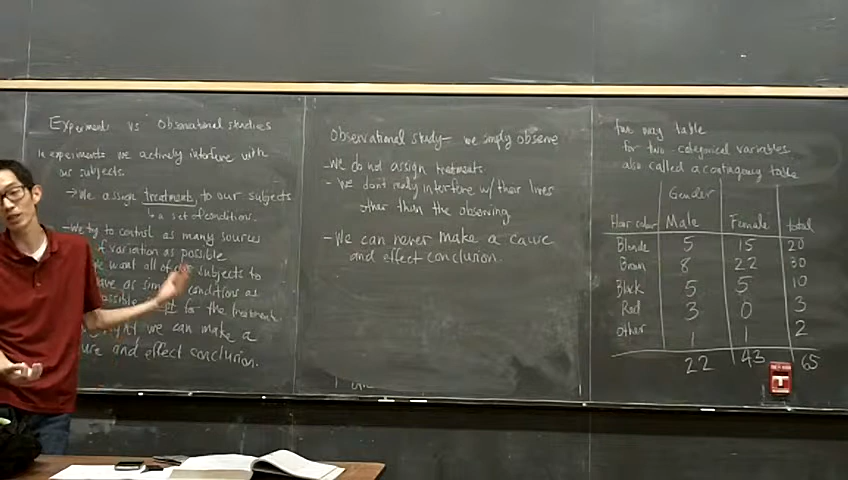 Experiments vs Observational studies
In experiments we actively interfere with
our subjects.
→ We assign treatments to our subjects
a set of conditions.
- We try to control as many sources
of variation as possible
We want all of our subjects to
have as similar conditions as
possible for the treatment.
right we can make a
and effect conclusion.
Observational study - we simply observe
- We do not assign treatments
- We don't really interfere w/ their lives
other than the observing.
- We can never make a cause
and effect conclusion.
two way table
for two categorical variables
also called a contingency table
Gender
Hair color Male Female total
Blonde 5 15 20
Brown 8 22 30
Black 5 5 10
Red 3 0 3
Other 1 1 2
22 43 65